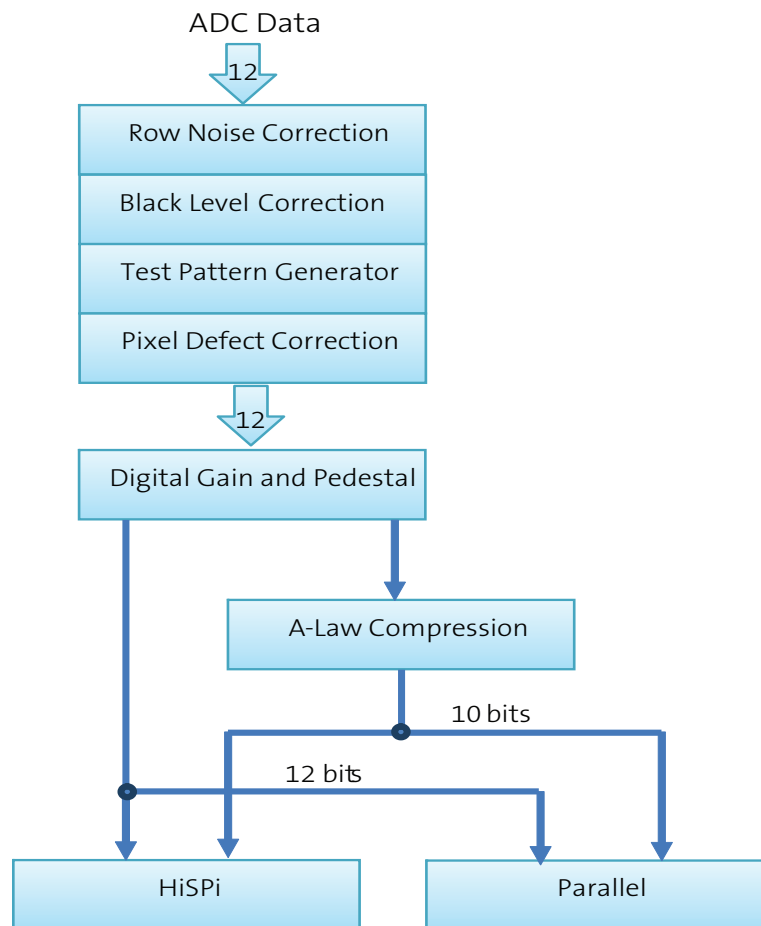 ADC Data
12
Row Noise Correction
Black Level Correction
Test Pattern Generator
Pixel Defect Correction
12
Digital Gain and Pedestal
A-Law Compression
10 bits
12 bits
HiSPi
Parallel